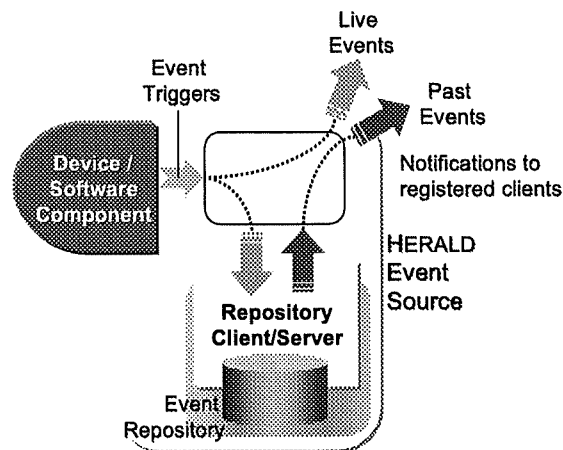 Live
Events
Event
Triggers
Past
Events
Device /
Software
Component
Notifications to
registered clients
HERALD
Event
Source
Repository
Client/Server
Event
Repository